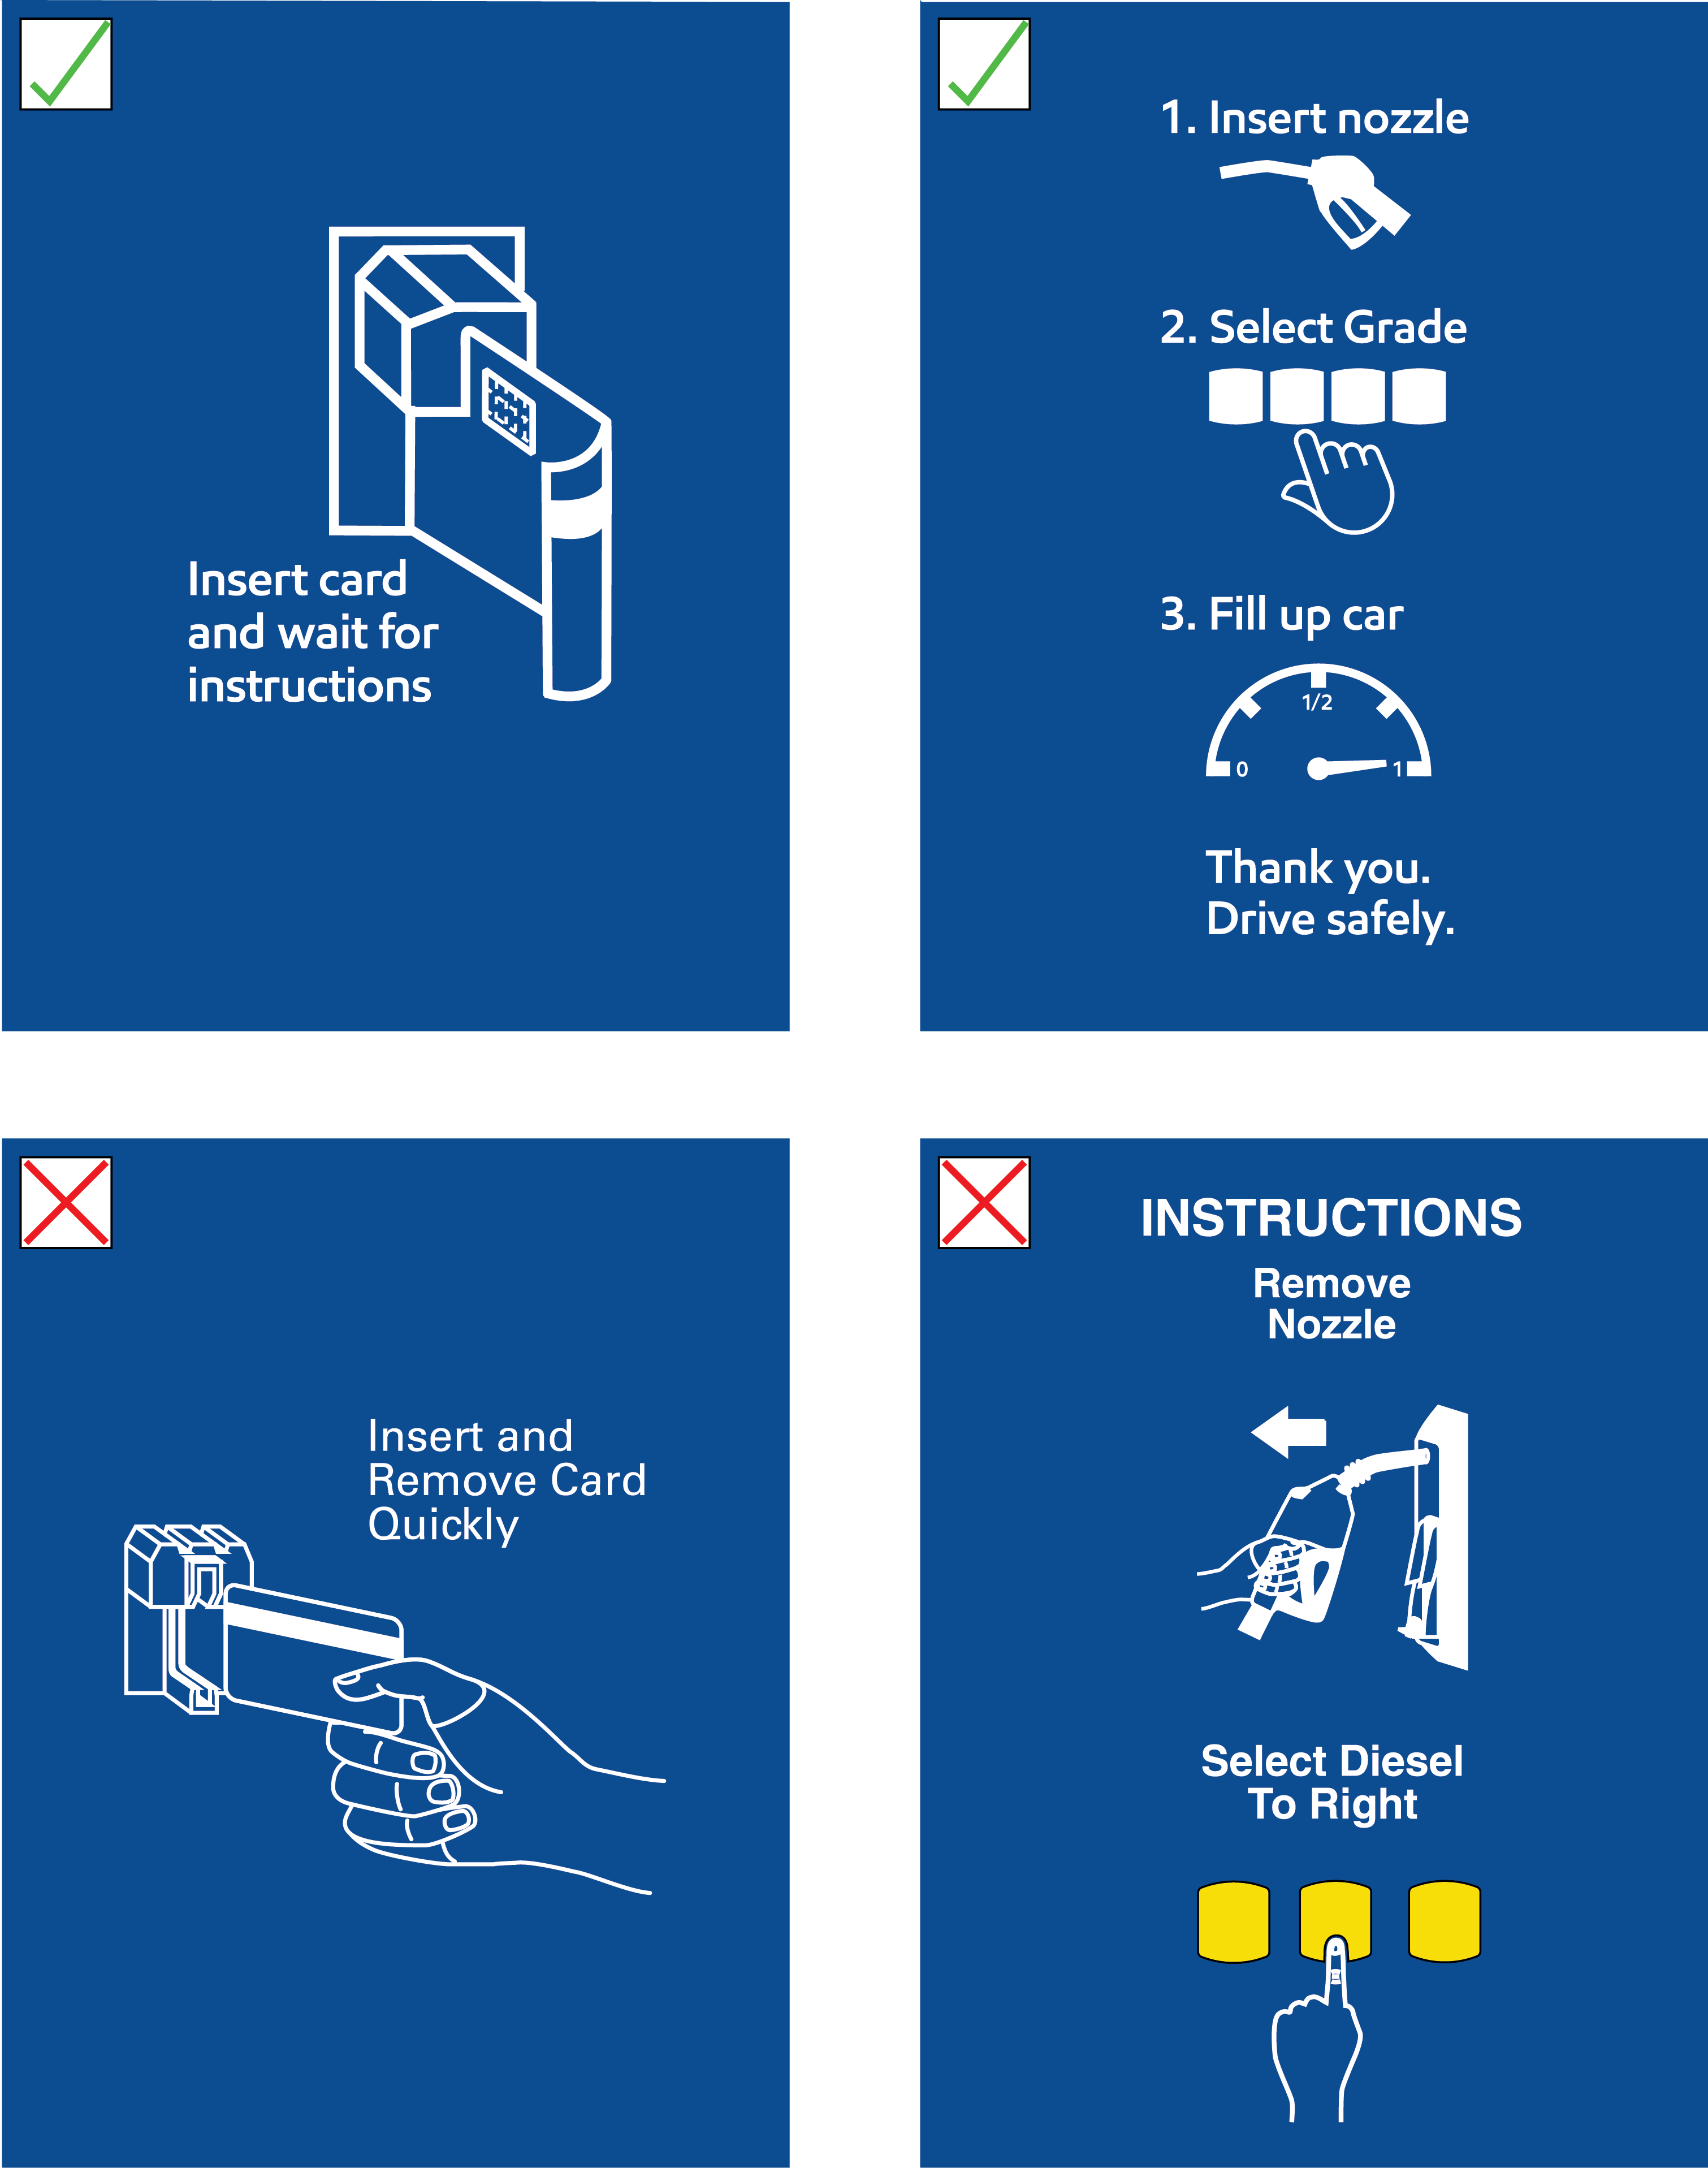 Insert card
and wait for
instructions
1. Insert nozzle
2. Select Grade
3. Fill up car
1/2
0
1
Thank you.
Drive safely.
Insert and
Remove Card
Quickly
INSTRUCTIONS
Remove
Nozzle
Select Diesel
To Right